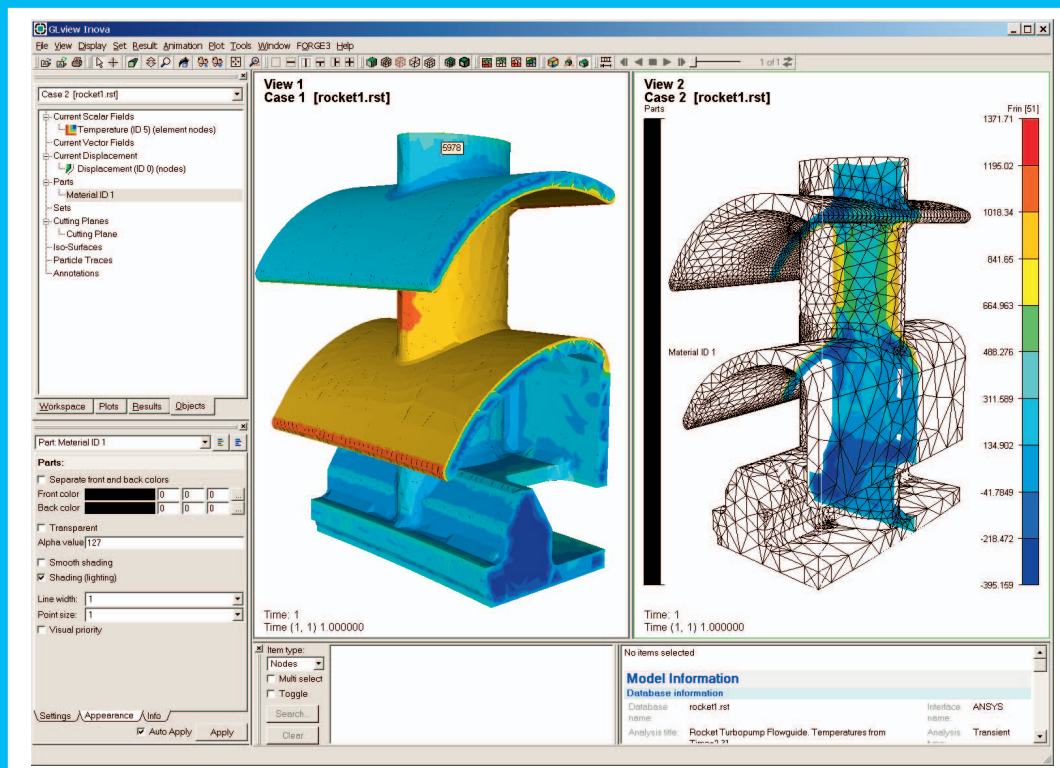 GLview Inova
File View Display Set Result Animation Plot Tools Window FORGE3 Help
1 of 1
Case 2 [rocket1.rst]
Current Scalar Fields
Temperature (ID 5) (element nodes)
Current Vector Fields
Current Displacement
Displacement (ID 0) (nodes)
Parts
Material ID 1
Sets
Cutting Planes
Cutting Plane
Iso-Surfaces
Particle Traces
Annotations
Workspace Plots Results Objects
Part: Material ID 1
Parts:
Separate front and back colors
Front color 0 0 0 ...
Back color 0 0 0 ...
Transparent
Alpha value 127
Smooth shading
Shading (lighting)
Line width: 1
Point size: 1
Visual priority
Settings Appearance Info
Auto Apply Apply
View 1
Case 1 [rocket1.rst]
5978
Time: 1
Time (1, 1) 1.000000
View 2
Case 2 [rocket1.rst]
Parts Frin [51]
1371.71
1195.02
1018.34
841.65
664.963
488.276
311.589
134.902
-41.7849
-218.472
-395.159
Material ID 1
Time: 1
Time (1, 1) 1.000000
Item type:
Nodes
Multi select
Toggle
Search...
Clear
No items selected
Model Information
Database information
Database name: rocket1.rst Interface name: ANSYS
Analysis title: Rocket Turbopump Flowguide. Temperatures from Analysis Transient